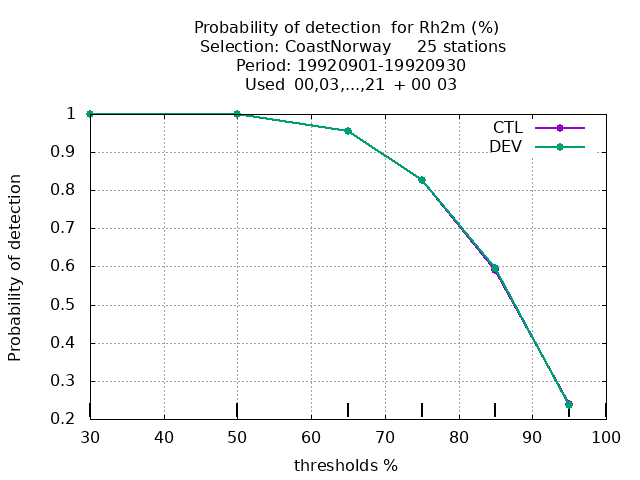 Probability of detection for Rh2m (%)
Selection: CoastNorway 25 stations
Period: 19920901-19920930
Used 00,03,...,21 + 00 03
CTL
DEV
Probability of detection
1
0.9
0.8
0.7
0.6
0.5
0.4
0.3
0.2
30 40 50 60 70 80 90 100
thresholds %